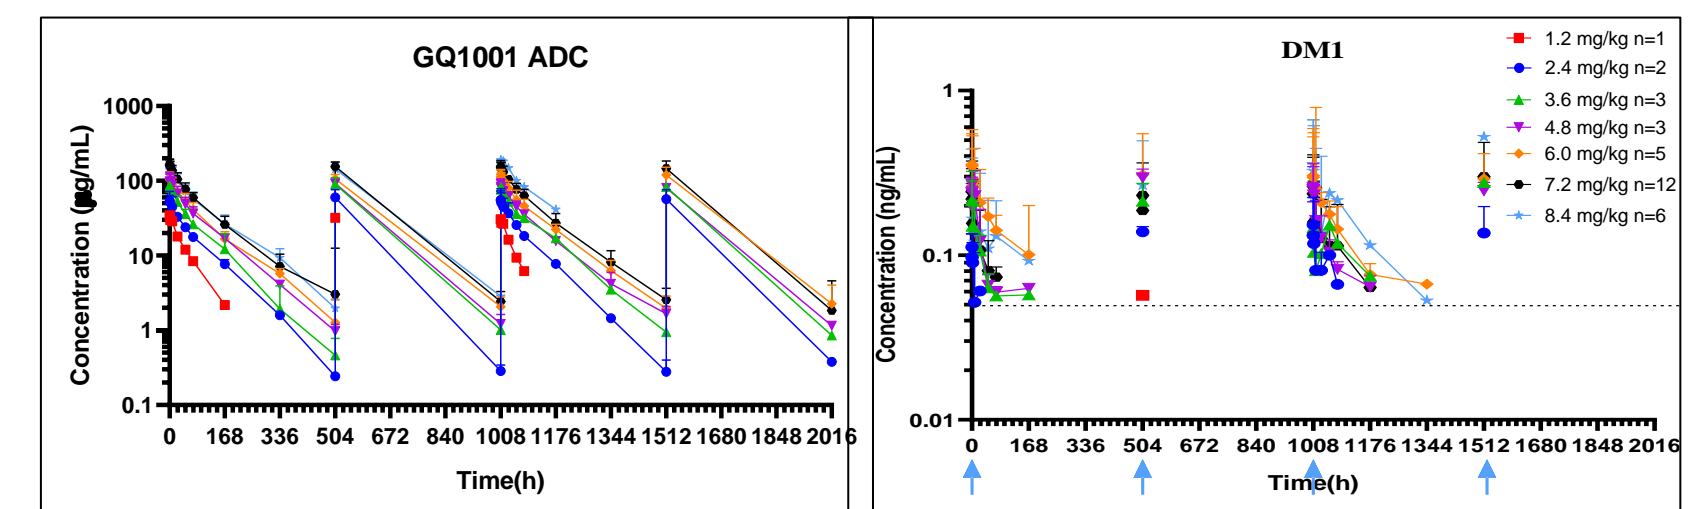 GQ1001 ADC
Concentration (µg/mL)
1000
100
10
1
0.1
0 168 336 504 672 840 1008 1176 1344 1512 1680 1848 2016
Time(h)
DM1
Concentration (ng/mL)
1
0.1
0.01
0 168 336 504 672 840 1008 1176 1344 1512 1680 1848 2016
Time(h)
1.2 mg/kg n=1
2.4 mg/kg n=2
3.6 mg/kg n=3
4.8 mg/kg n=3
6.0 mg/kg n=5
7.2 mg/kg n=12
8.4 mg/kg n=6